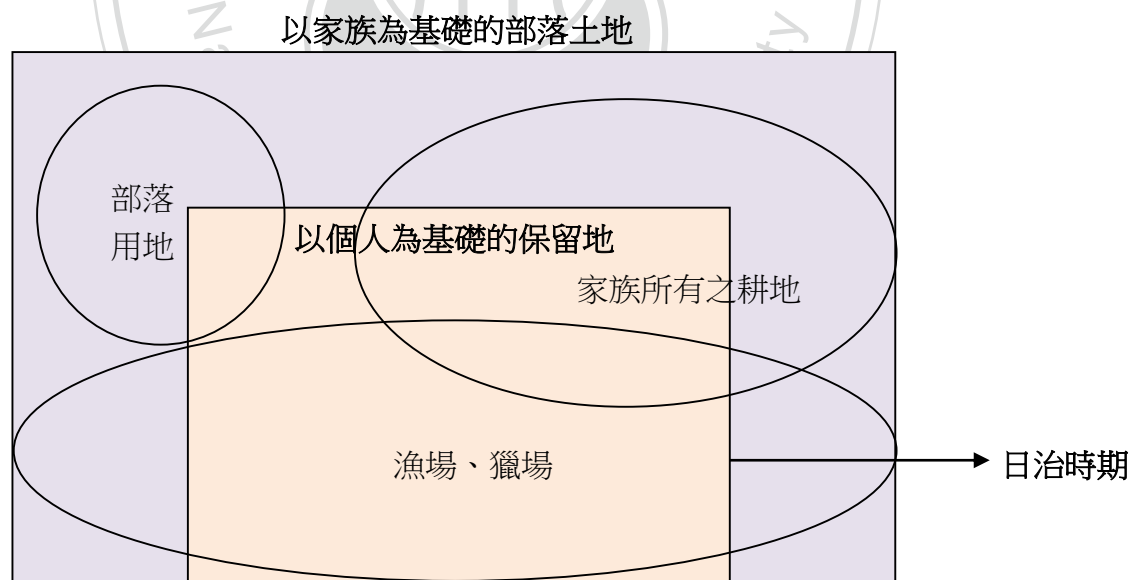 以家族為基礎的部落土地
部落
用地
以個人為基礎的保留地
家族所有之耕地
漁場、獵場
日治時期